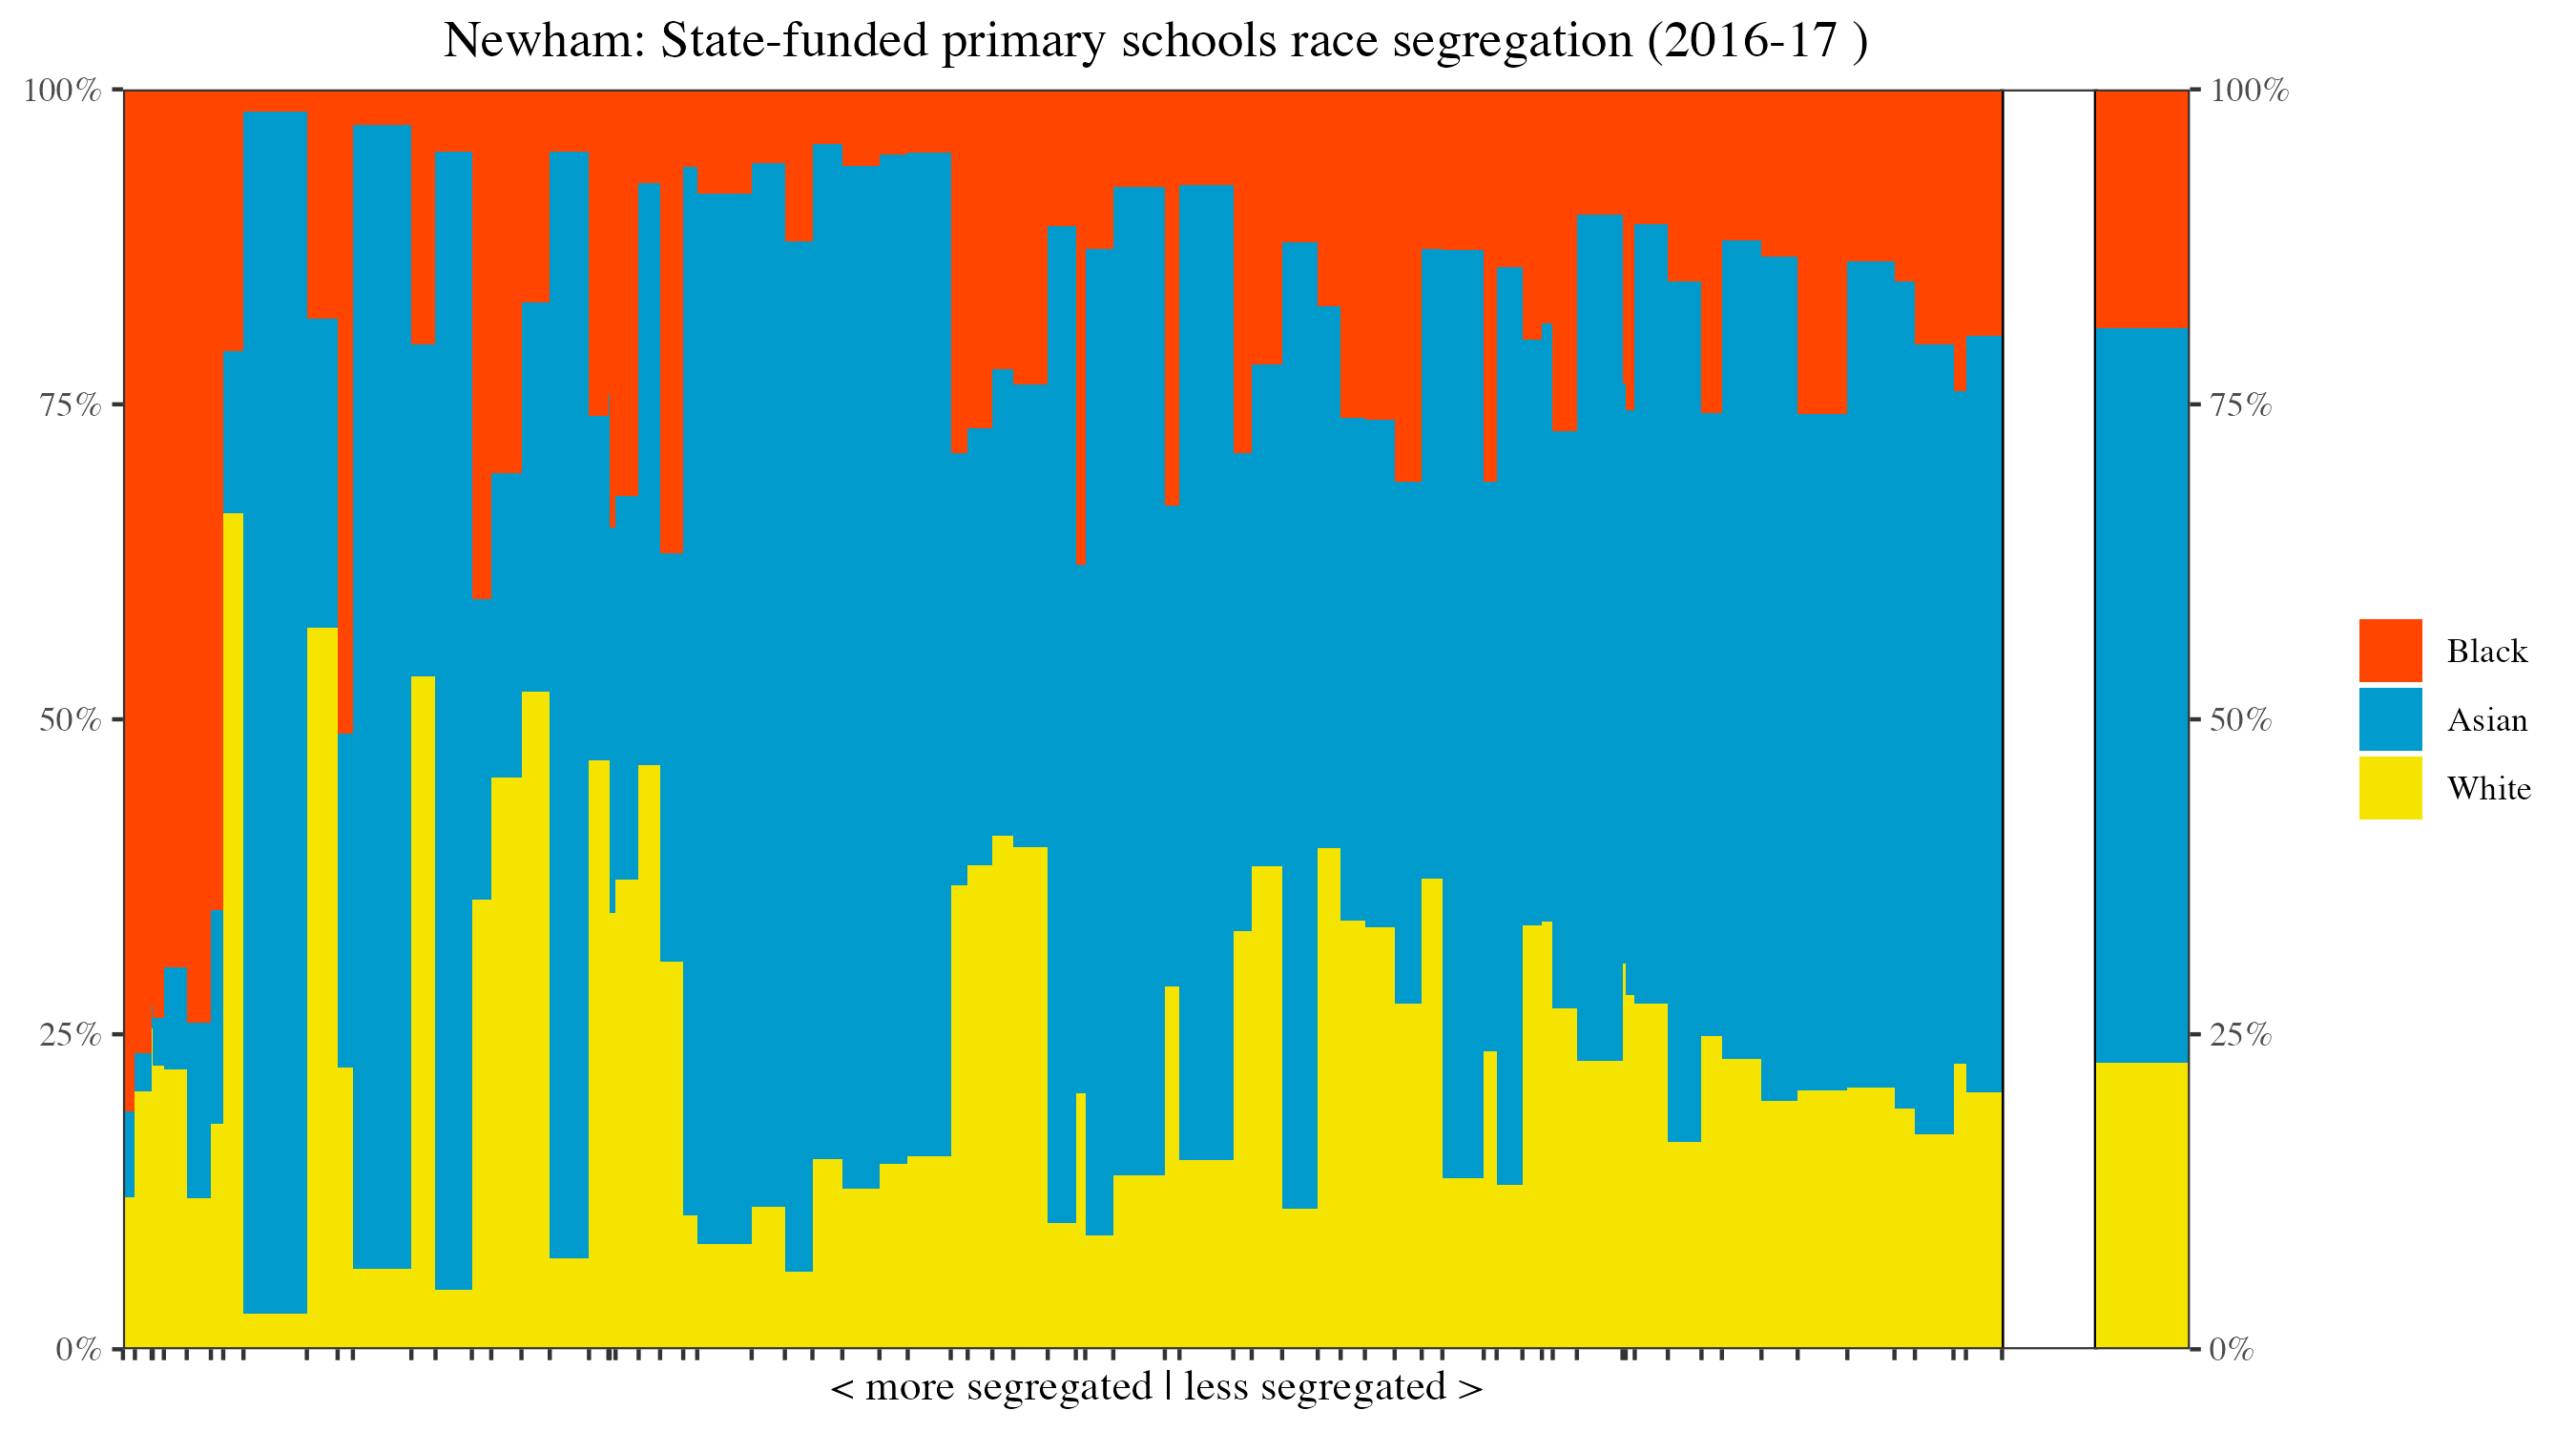 Newham: State-funded primary schools race segregation (2016-17 )
100%
75%
50%
25%
0%
100%
75%
50%
25%
0%
Black
Asian
White
< more segregated | less segregated >